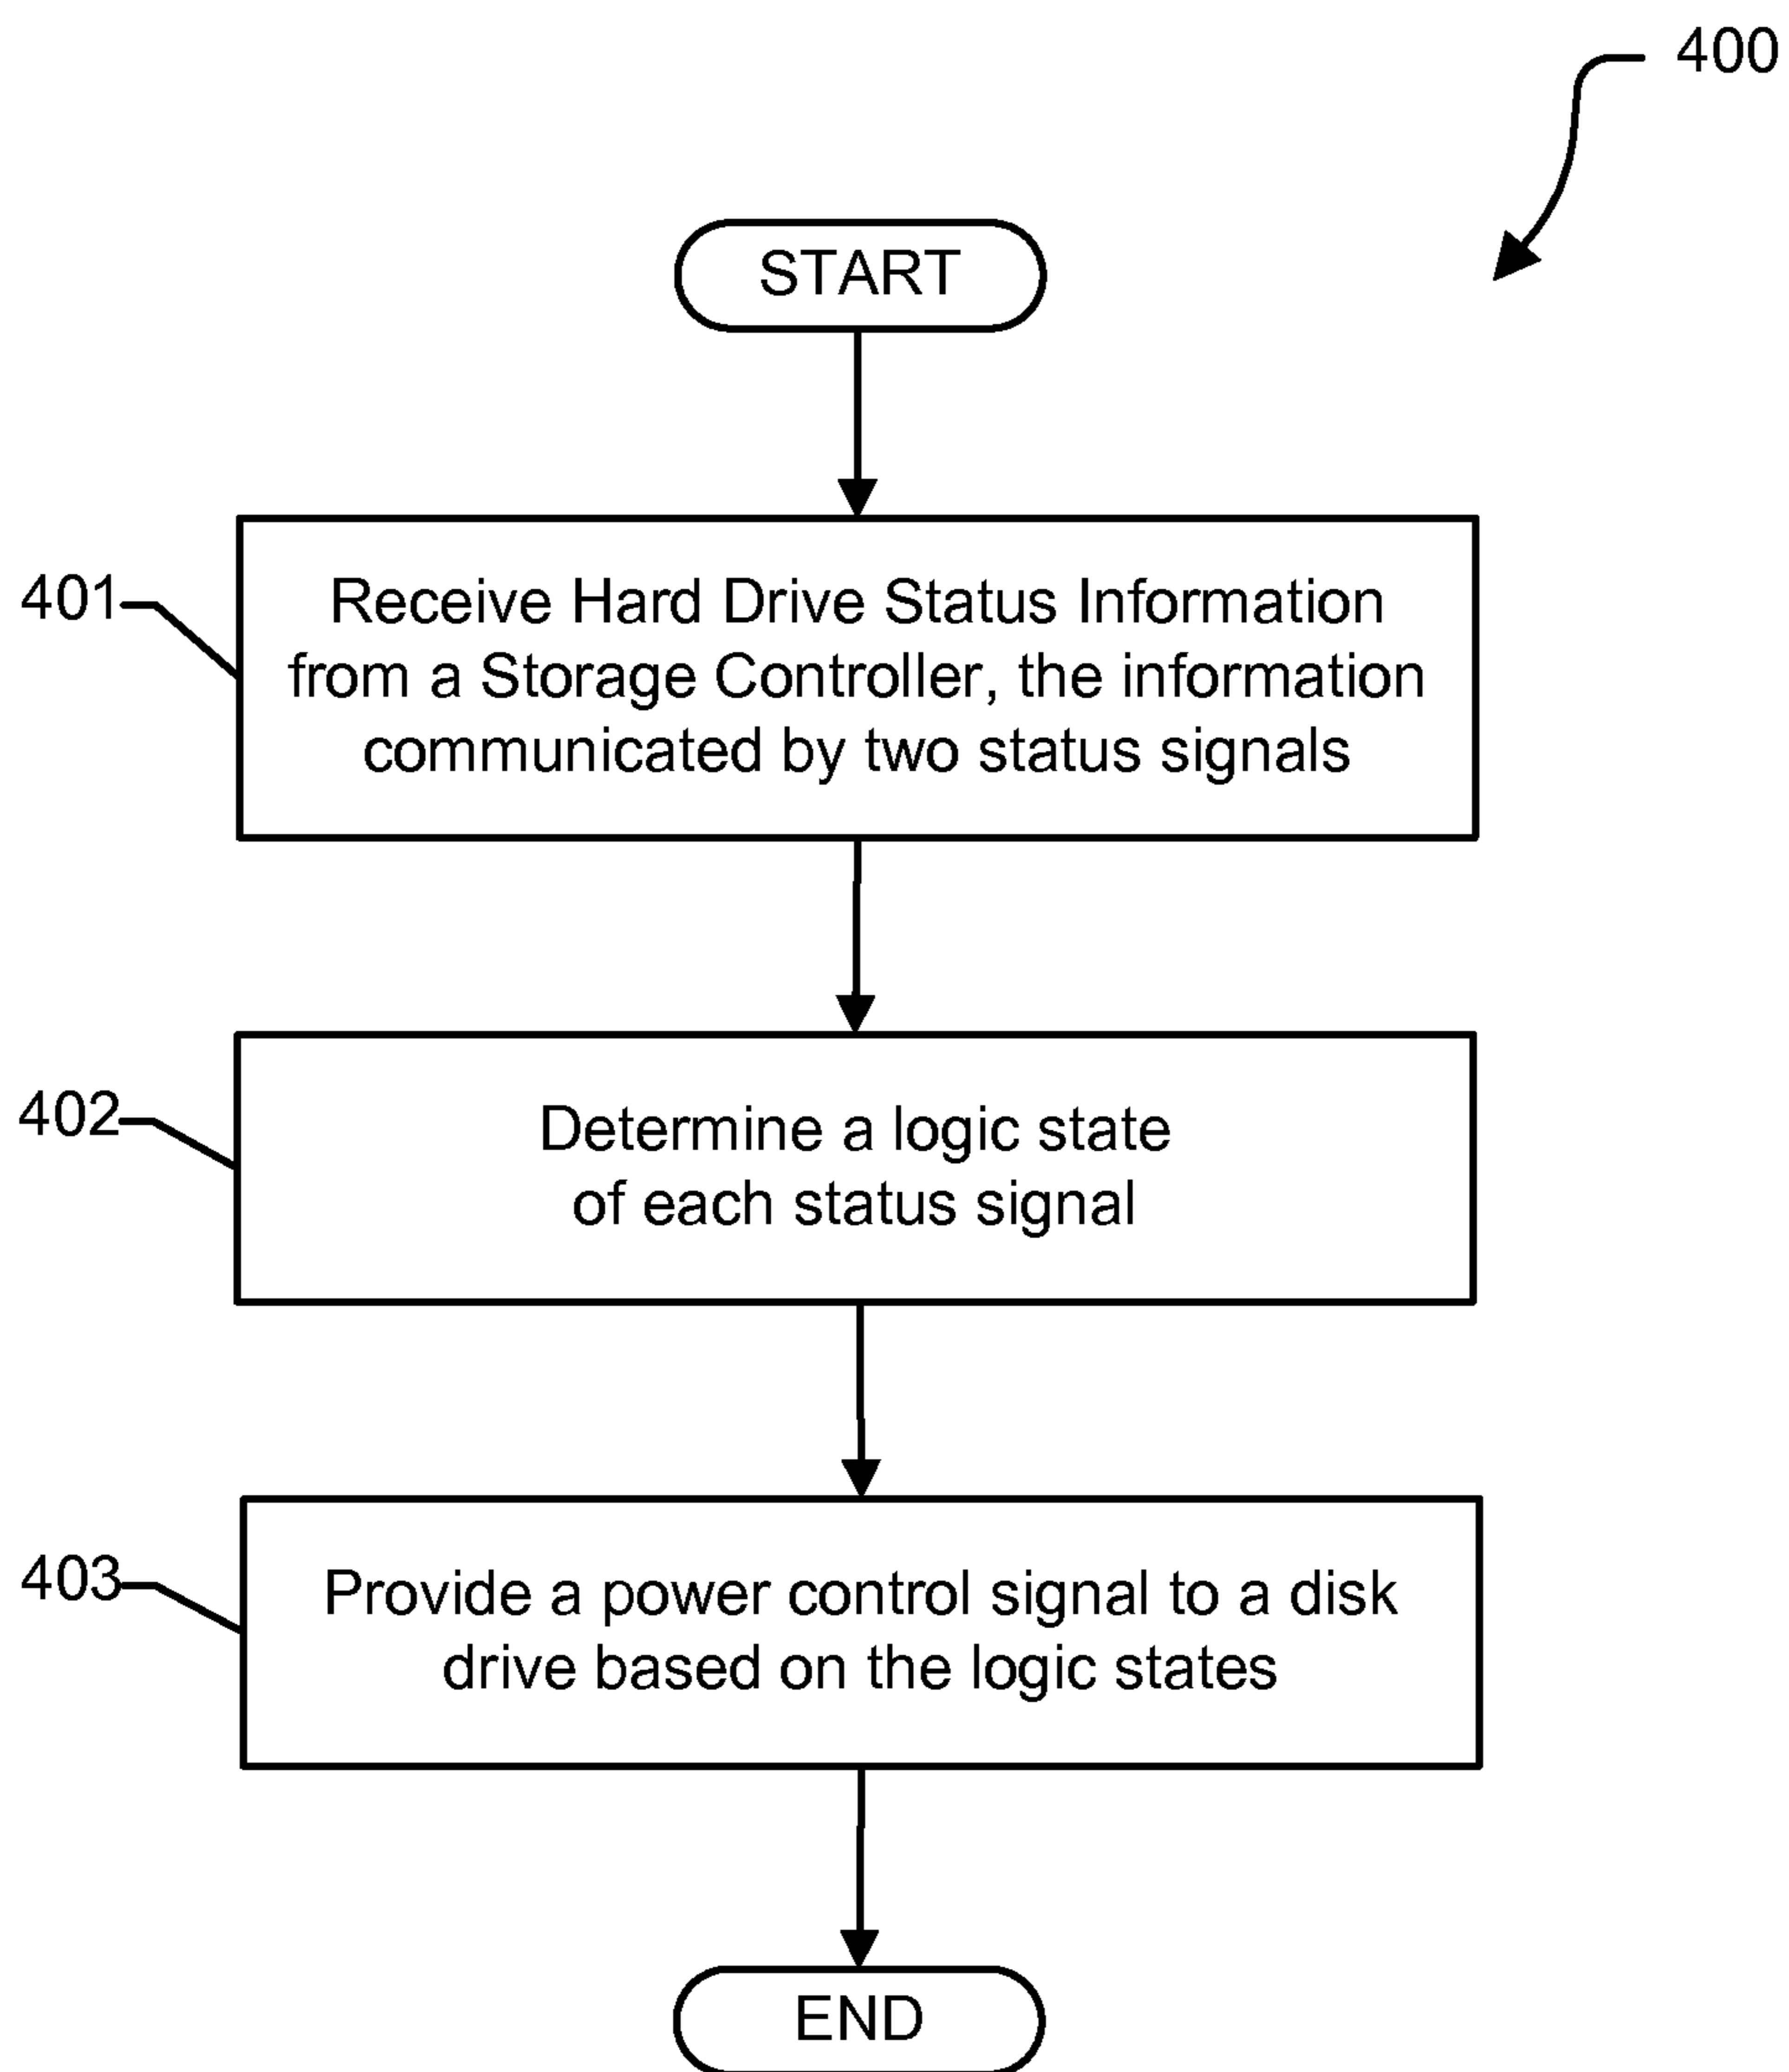 400
START
401
Receive Hard Drive Status Information
from a Storage Controller, the information
communicated by two status signals
402
Determine a logic state
of each status signal
403
Provide a power control signal to a disk
drive based on the logic states
END